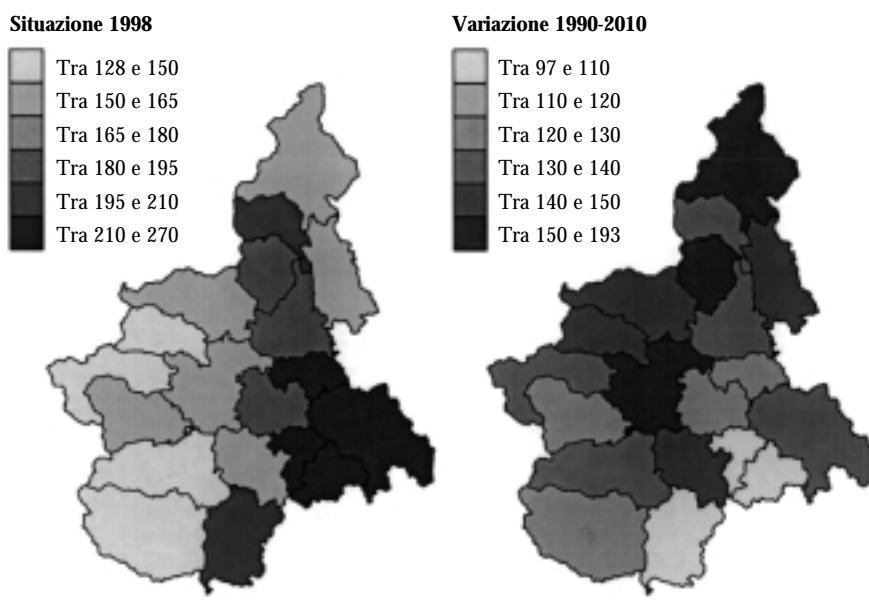 Situazione 1998
Tra 128 e 150
Tra 150 e 165
Tra 165 e 180
Tra 180 e 195
Tra 195 e 210
Tra 210 e 270
Variazione 1990-2010
Tra 97 e 110
Tra 110 e 120
Tra 120 e 130
Tra 130 e 140
Tra 140 e 150
Tra 150 e 193